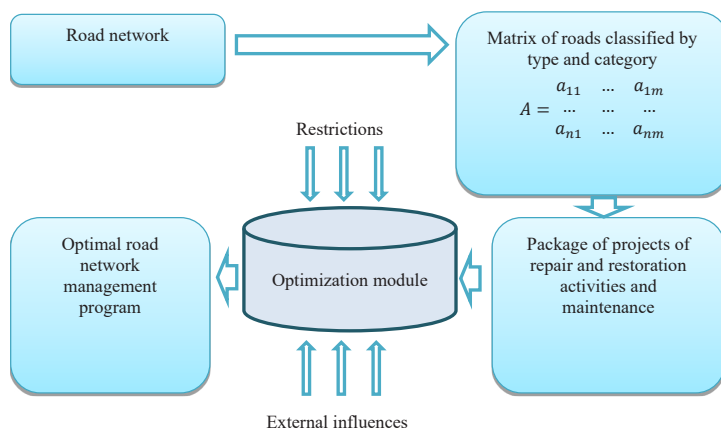 Road network
Matrix of roads classified by
type and category
a₁₁ ... a₁ₘ
A = ... ... ...
aₙ₁ ... aₙₘ
Restrictions
Optimal road
network
management
program
Optimization module
Package of projects of
repair and restoration
activities and
maintenance
External influences